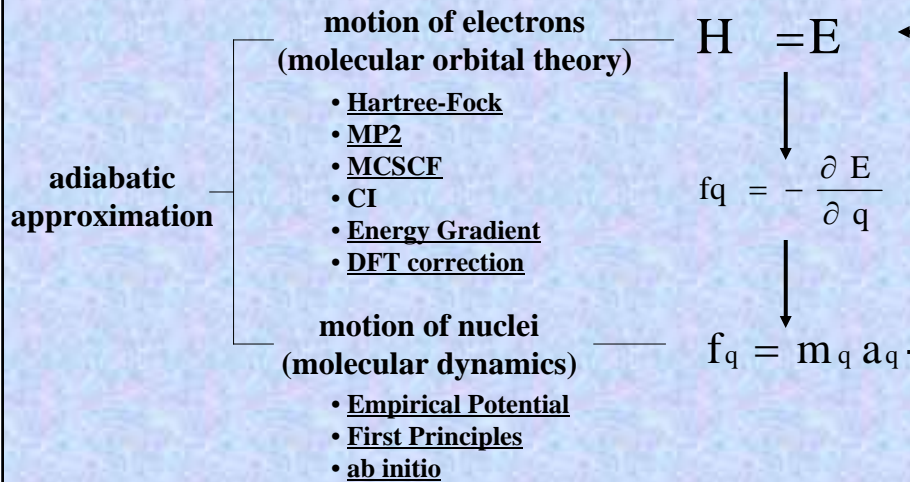 motion of electrons
(molecular orbital theory)
H =E
• Hartree-Fock
• MP2
• MCSCF
• CI
• Energy Gradient
• DFT correction
adiabatic
approximation
fq = - ∂ E / ∂ q
motion of nuclei
(molecular dynamics)
fq = mq aq
• Empirical Potential
• First Principles
• ab initio